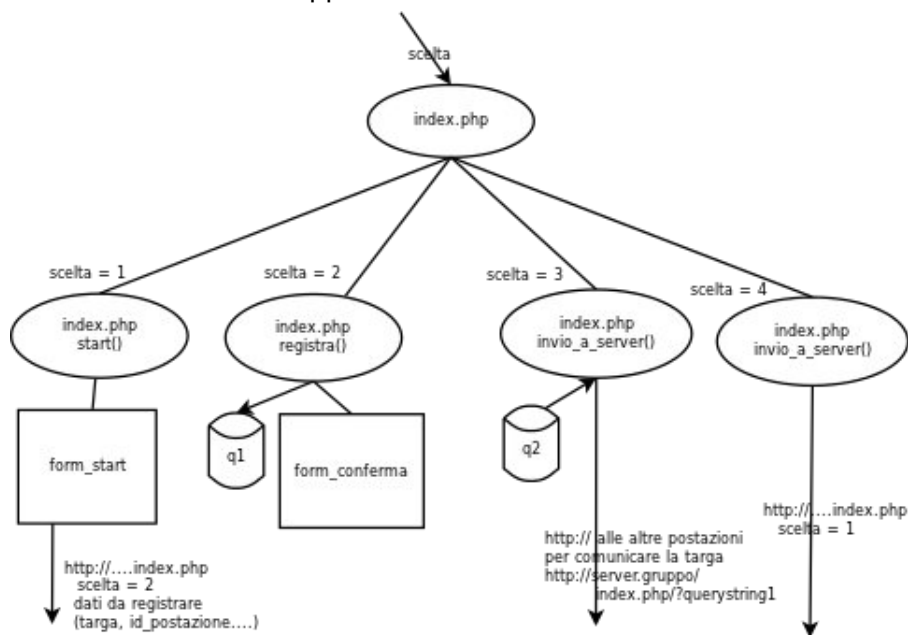 scelta
index.php
scelta = 1
scelta = 2
scelta = 3
scelta = 4
index.php
start()
index.php
registra()
index.php
invio_a_server()
index.php
invio_a_server()
form_start
q1
form_conferma
q2
http://....index.php
scelta = 2
dati da registrare
(targa, id_postazione....)
http:// alle altre postazioni
per comunicare la targa
http://server.gruppo/
index.php/?querystring1
http://....index.php
scelta = 1